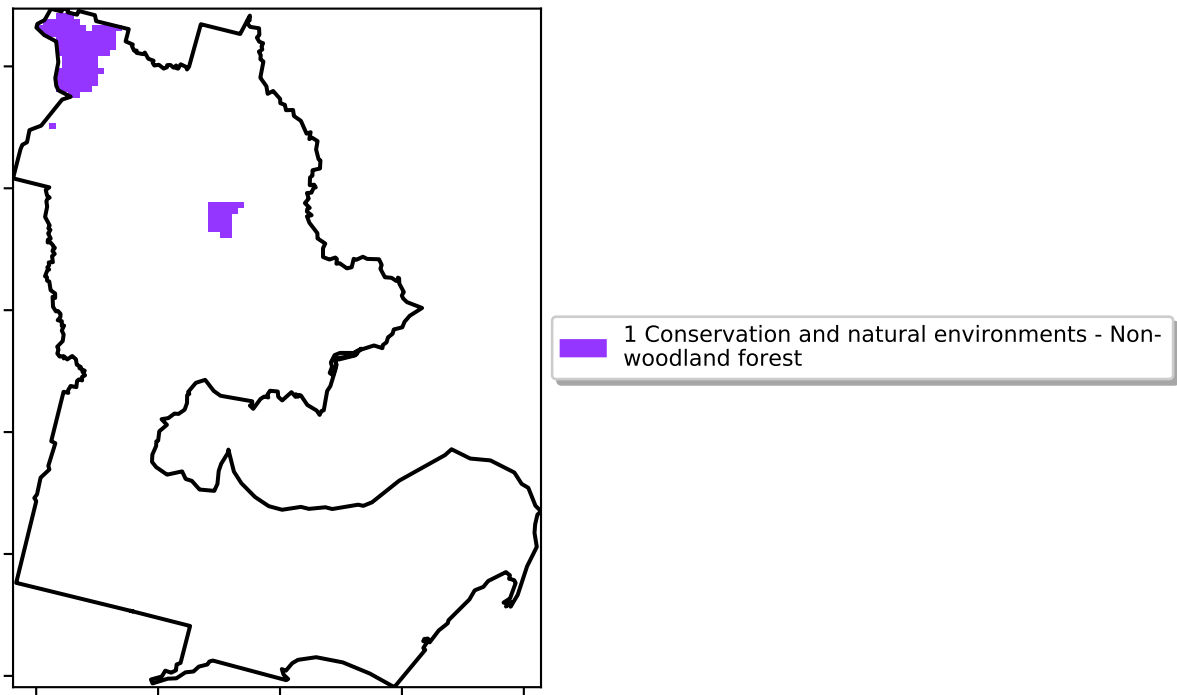 1 Conservation and natural environments - Non-
woodland forest